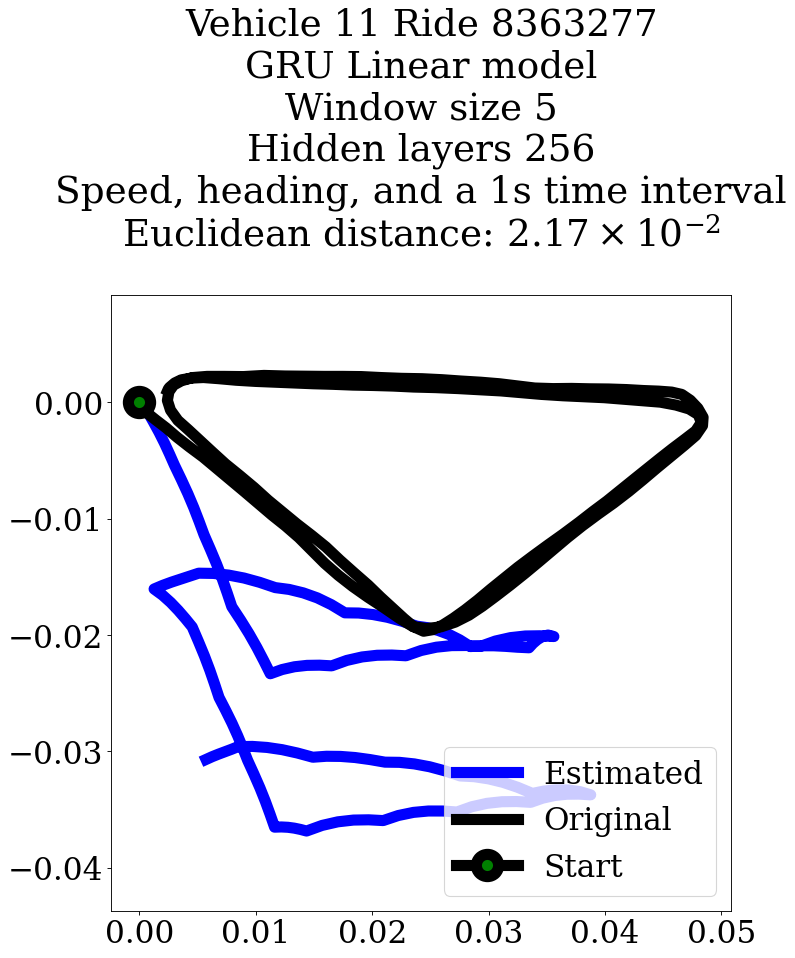 Vehicle 11 Ride 8363277
GRU Linear model
Window size 5
Hidden layers 256
Speed, heading, and a 1s time interval
Euclidean distance: 2.17 × 10⁻²
0.00
−0.01
−0.02
−0.03
−0.04
Estimated
Original
Start
0.00 0.01 0.02 0.03 0.04 0.05